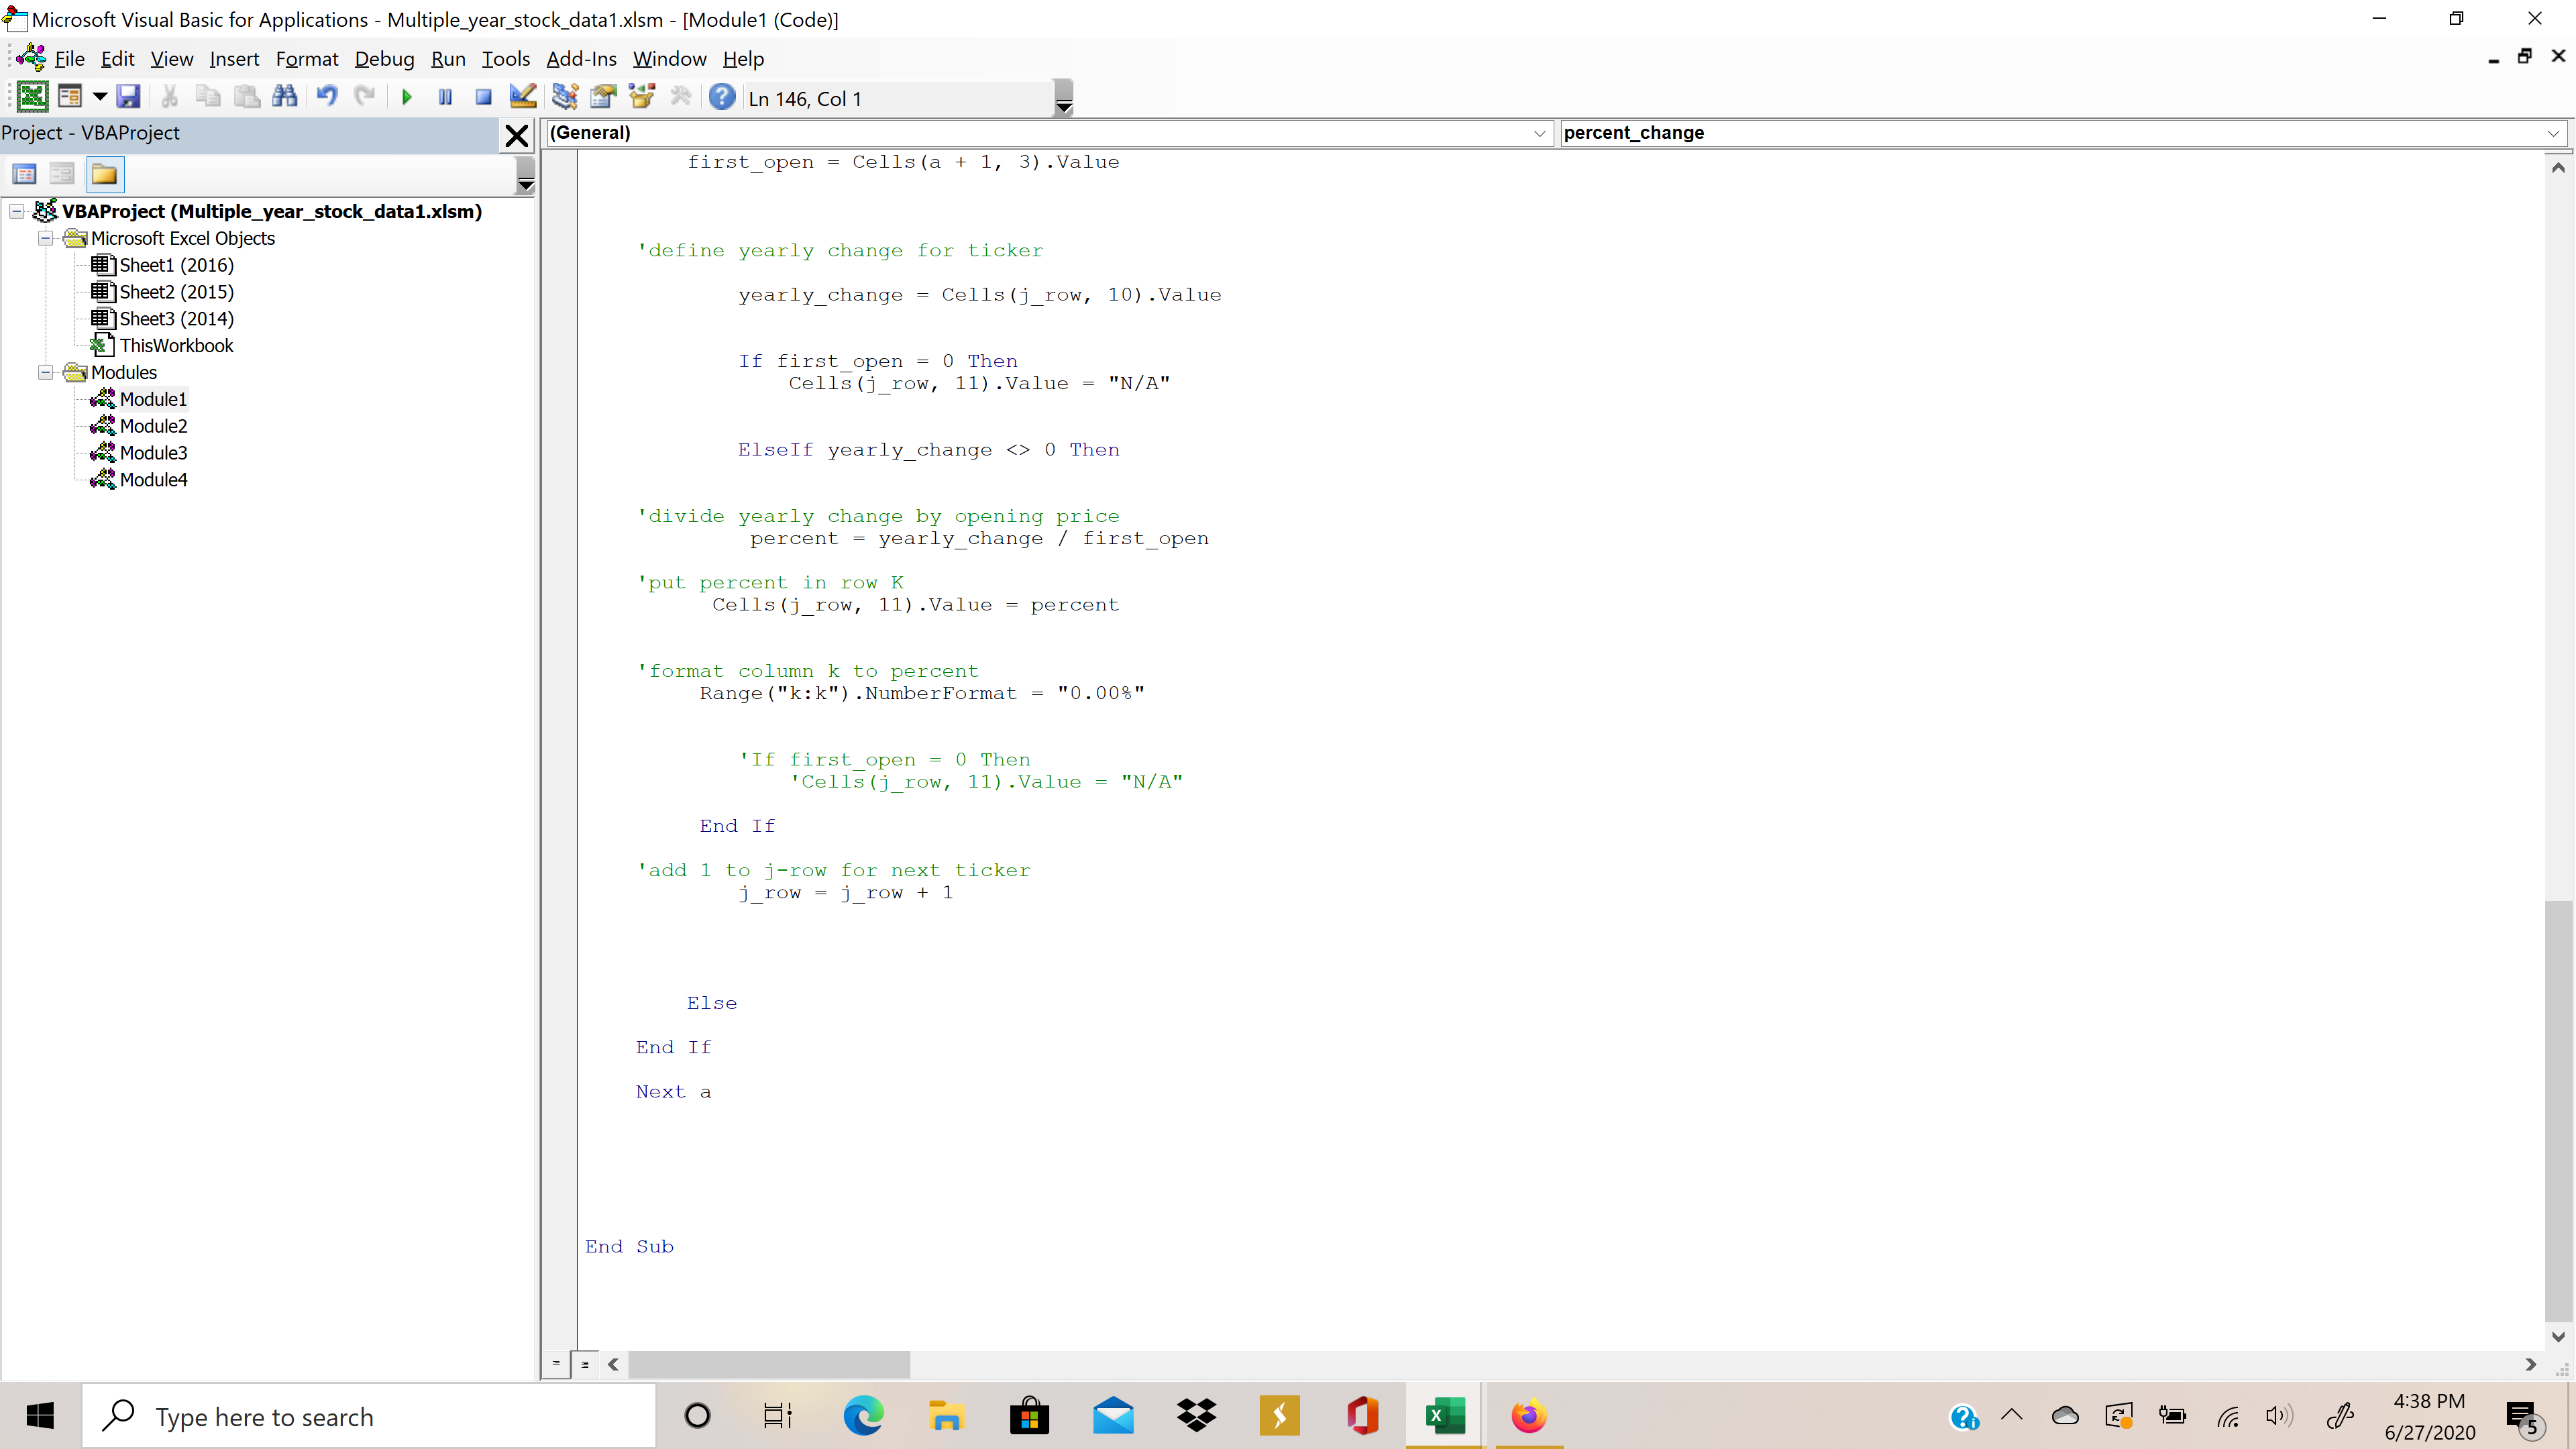 Microsoft Visual Basic for Applications - Multiple_year_stock_data1.xlsm - [Module1 (Code)]
File Edit View Insert Format Debug Run Tools Add-Ins Window Help
Ln 146, Col 1
Project - VBAProject
(General)
percent_change
VBAProject (Multiple_year_stock_data1.xlsm)
Microsoft Excel Objects
Sheet1 (2016)
Sheet2 (2015)
Sheet3 (2014)
ThisWorkbook
Modules
Module1
Module2
Module3
Module4
first_open = Cells(a + 1, 3).Value
'define yearly change for ticker
yearly_change = Cells(j_row, 10).Value
If first_open = 0 Then
Cells(j_row, 11).Value = "N/A"
ElseIf yearly_change <> 0 Then
'divide yearly change by opening price
percent = yearly_change / first_open
'put percent in row K
Cells(j_row, 11).Value = percent
'format column k to percent
Range("k:k").NumberFormat = "0.00%"
'If first_open = 0 Then
'Cells(j_row, 11).Value = "N/A"
End If
'add 1 to j-row for next ticker
j_row = j_row + 1
Else
End If
Next a
End Sub
Type here to search
4:38 PM
6/27/2020
5